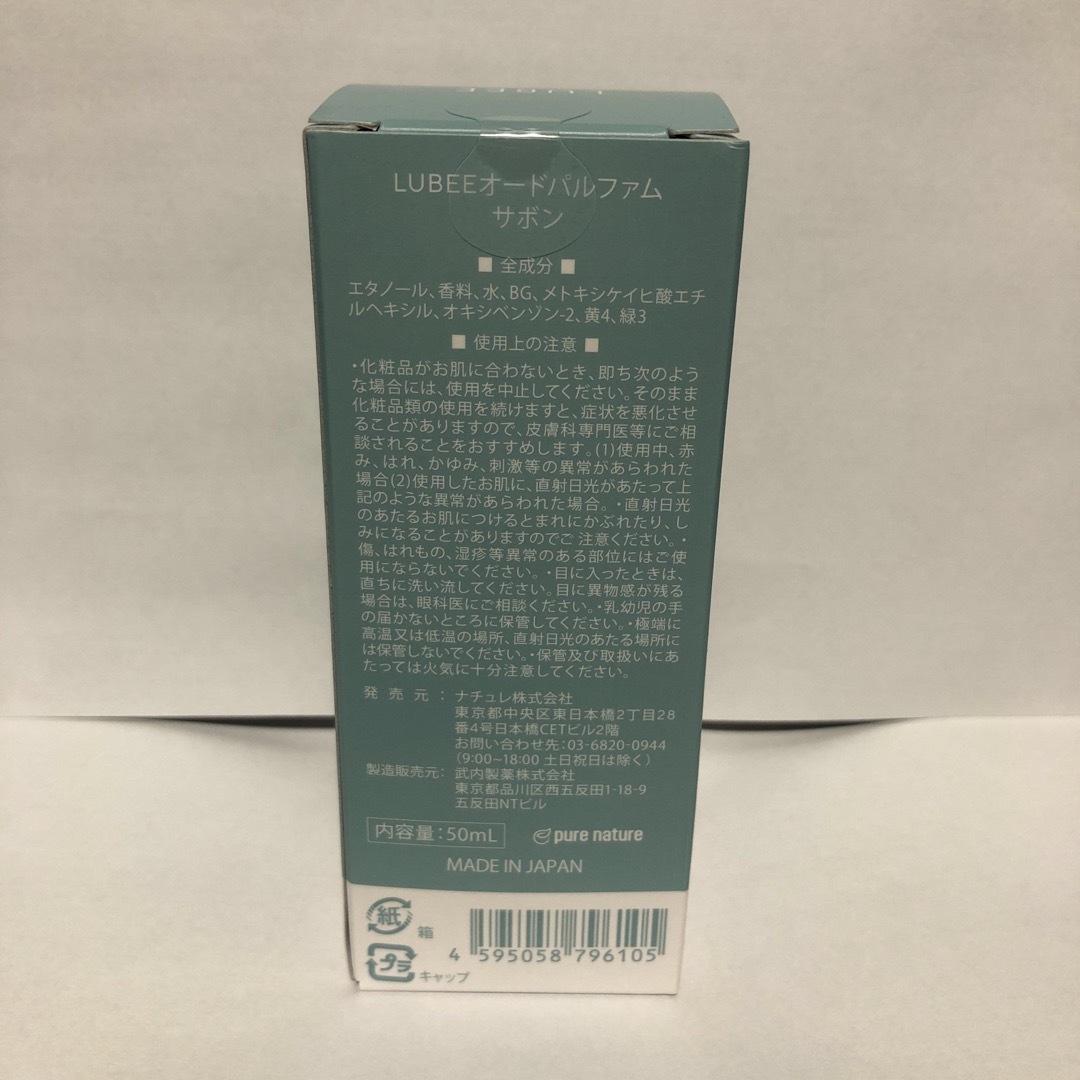 LUBEEオードパルファム
サボン
■ 全成分 ■
エタノール、香料、水、BG、メトキシケイヒ酸エチ
ルヘキシル、オキシベンゾン-2、黄4、緑3
■ 使用上の注意 ■
・化粧品がお肌に合わないとき、即ち次のよう
な場合には、使用を中止してください。そのまま
化粧品類の使用を続けますと、症状を悪化させ
ることがありますので、皮膚科専門医等にご相
談されることをおすすめします。(1)使用中、赤
み、はれ、かゆみ、刺激等の異常があらわれた
場合(2)使用したお肌に、直射日光があたって上
記のような異常があらわれた場合。・直射日光
のあたるお肌につけるとまれにかぶれたり、し
みになることがありますのでご 注意ください。・
傷、はれもの、湿疹等異常のある部位にはご使
用にならないでください。・目に入ったときは、
直ちに洗い流してください。目に異物感が残る
場合は、眼科医にご相談ください。・乳幼児の手
の届かないところに保管してください。・極端に
高温又は低温の場所、直射日光のあたる場所に
は保管しないでください。・保管及び取扱いにあ
たっては火気に十分注意してください。
発売元：ナチュレ株式会社
東京都中央区東日本橋2丁目28
番4号日本橋CETビル2階
お問い合わせ先：03-6820-0944
（9:00~18:00 土日祝日は除く）
製造販売元：武内製薬株式会社
東京都品川区西五反田1-18-9
五反田NTビル
内容量：50mL pure nature
MADE IN JAPAN
紙 箱
プラ キャップ
4 595058 796105